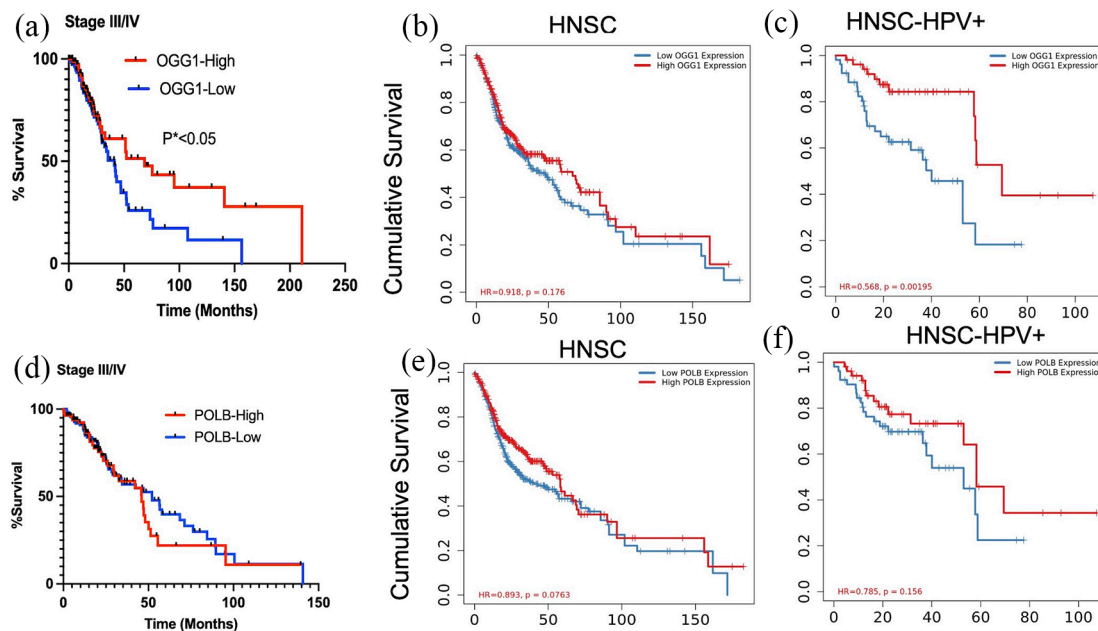 (a)
Stage III/IV
OGG1-High
OGG1-Low
P*<0.05
% Survival
100
50
0
0 50 100 150 200 250
Time (Months)
(b)
HNSC
Low OGG1 Expression
High OGG1 Expression
Cumulative Survival
1.0
0.8
0.6
0.4
0.2
0.0
HR=0.918, p = 0.176
0 50 100 150
(c)
HNSC-HPV+
Low OGG1 Expression
High OGG1 Expression
1.0
0.8
0.6
0.4
0.2
0.0
HR=0.568, p = 0.00195
0 20 40 60 80 100
(d)
Stage III/IV
POLB-High
POLB-Low
%Survival
100
50
0
0 50 100 150
Time (Months)
(e)
HNSC
Low POLB Expression
High POLB Expression
Cumulative Survival
1.0
0.8
0.6
0.4
0.2
0.0
HR=0.893, p = 0.0763
0 50 100 150
(f)
HNSC-HPV+
Low POLB Expression
High POLB Expression
1.0
0.8
0.6
0.4
0.2
0.0
HR=0.785, p = 0.156
0 20 40 60 80 100